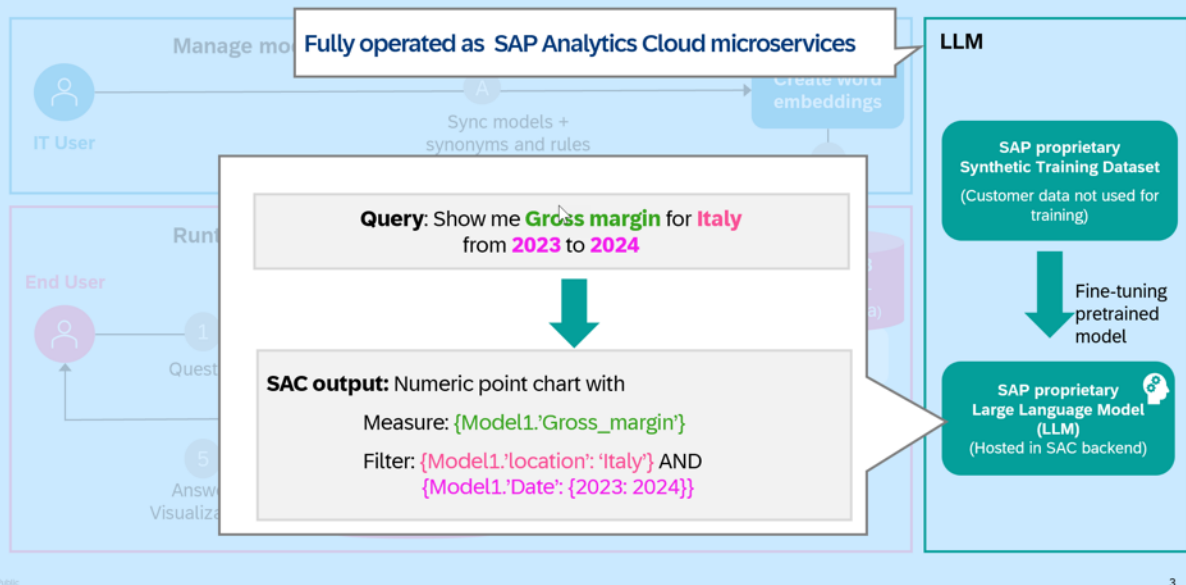 Fully operated as SAP Analytics Cloud microservices
LLM
Manage mo
Create word
embeddings
A
IT User
Sync models +
synonyms and rules
SAP proprietary
Synthetic Training Dataset
(Customer data not used for
training)
Query: Show me Gross margin for Italy
from 2023 to 2024
Runt
End User
a)
1
Quest
Fine-tuning
pretrained
model
SAC output: Numeric point chart with
Measure: {Model1.’Gross_margin’}
Filter: {Model1.’location’: ‘Italy’} AND
{Model1.’Date’: {2023: 2024}}
SAP proprietary
Large Language Model
(LLM)
(Hosted in SAC backend)
5
Answe
Visualiza
3